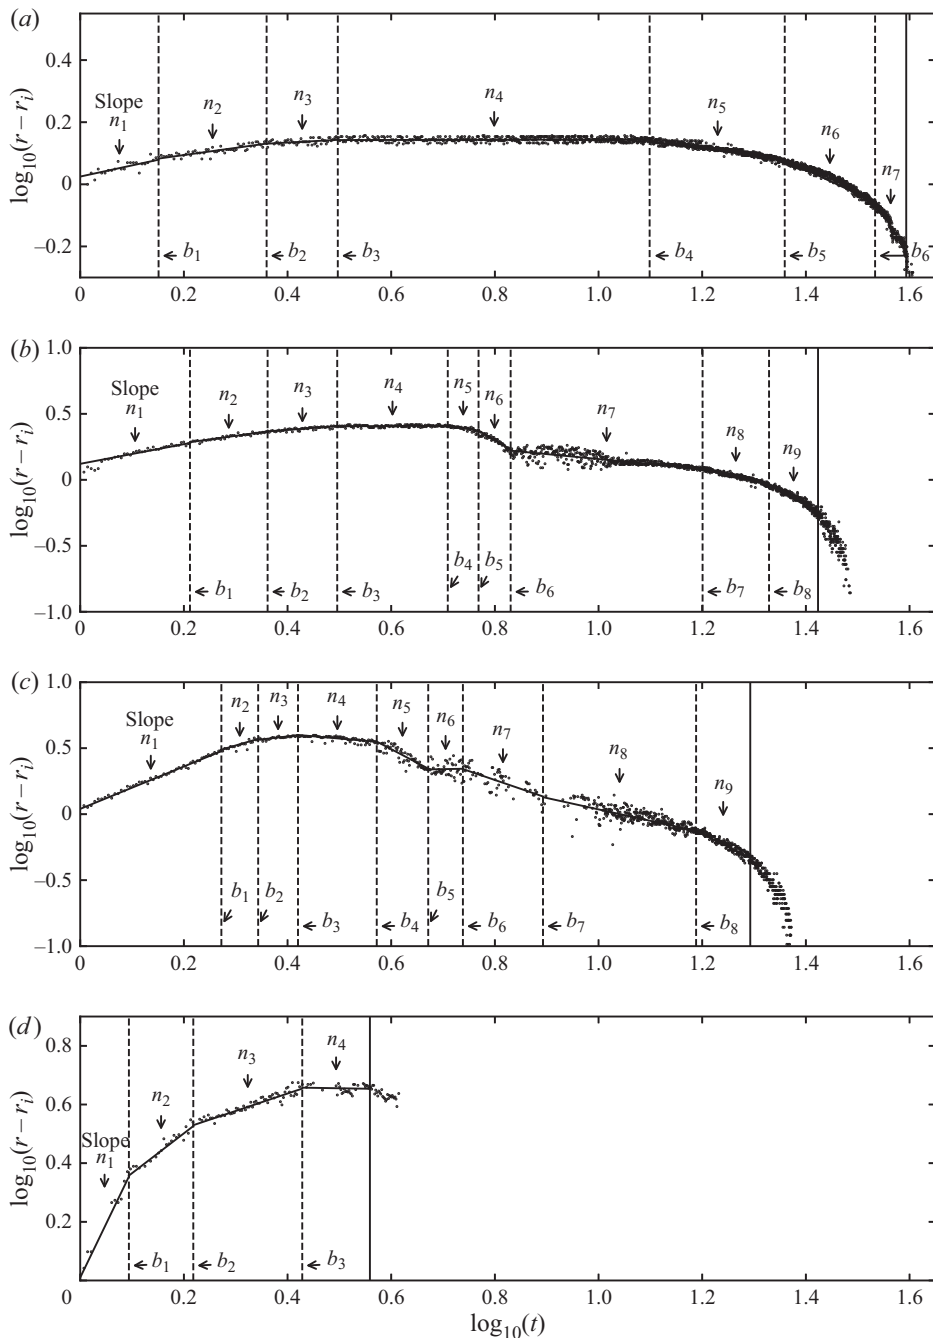 (a)
0.4
0.2
0
−0.2
log10(r − ri)
Slope
n1
n2
n3
n4
n5
n6
n7
b1
b2
b3
b4
b5
b6
0 0.2 0.4 0.6 0.8 1.0 1.2 1.4 1.6
(b)
1.0
0.5
0
−0.5
−1.0
log10(r − ri)
Slope
n1
n2
n3
n4
n5
n6
n7
n8
n9
b4
b5
b1
b2
b3
b6
b7
b8
0 0.2 0.4 0.6 0.8 1.0 1.2 1.4 1.6
(c)
1.0
0.5
0
−0.5
−1.0
log10(r − ri)
Slope
n1
n2
n3
n4
n5
n6
n7
n8
n9
b1
b2
b5
b3
b4
b6
b7
b8
0 0.2 0.4 0.6 0.8 1.0 1.2 1.4 1.6
(d)
0.8
0.6
0.4
0.2
0
log10(r − ri)
Slope
n1
n2
n3
n4
b1
b2
b3
0 0.2 0.4 0.6 0.8 1.0 1.2 1.4 1.6
log10(t)